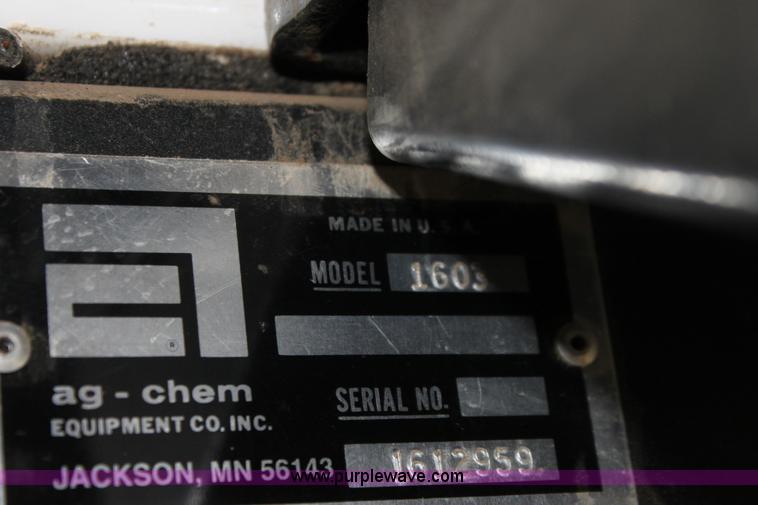 MADE IN U.S.A.
MODEL 1603
®
ag - chem
EQUIPMENT CO. INC.
SERIAL NO.
JACKSON, MN 56143 1612959
www.purplewave.com